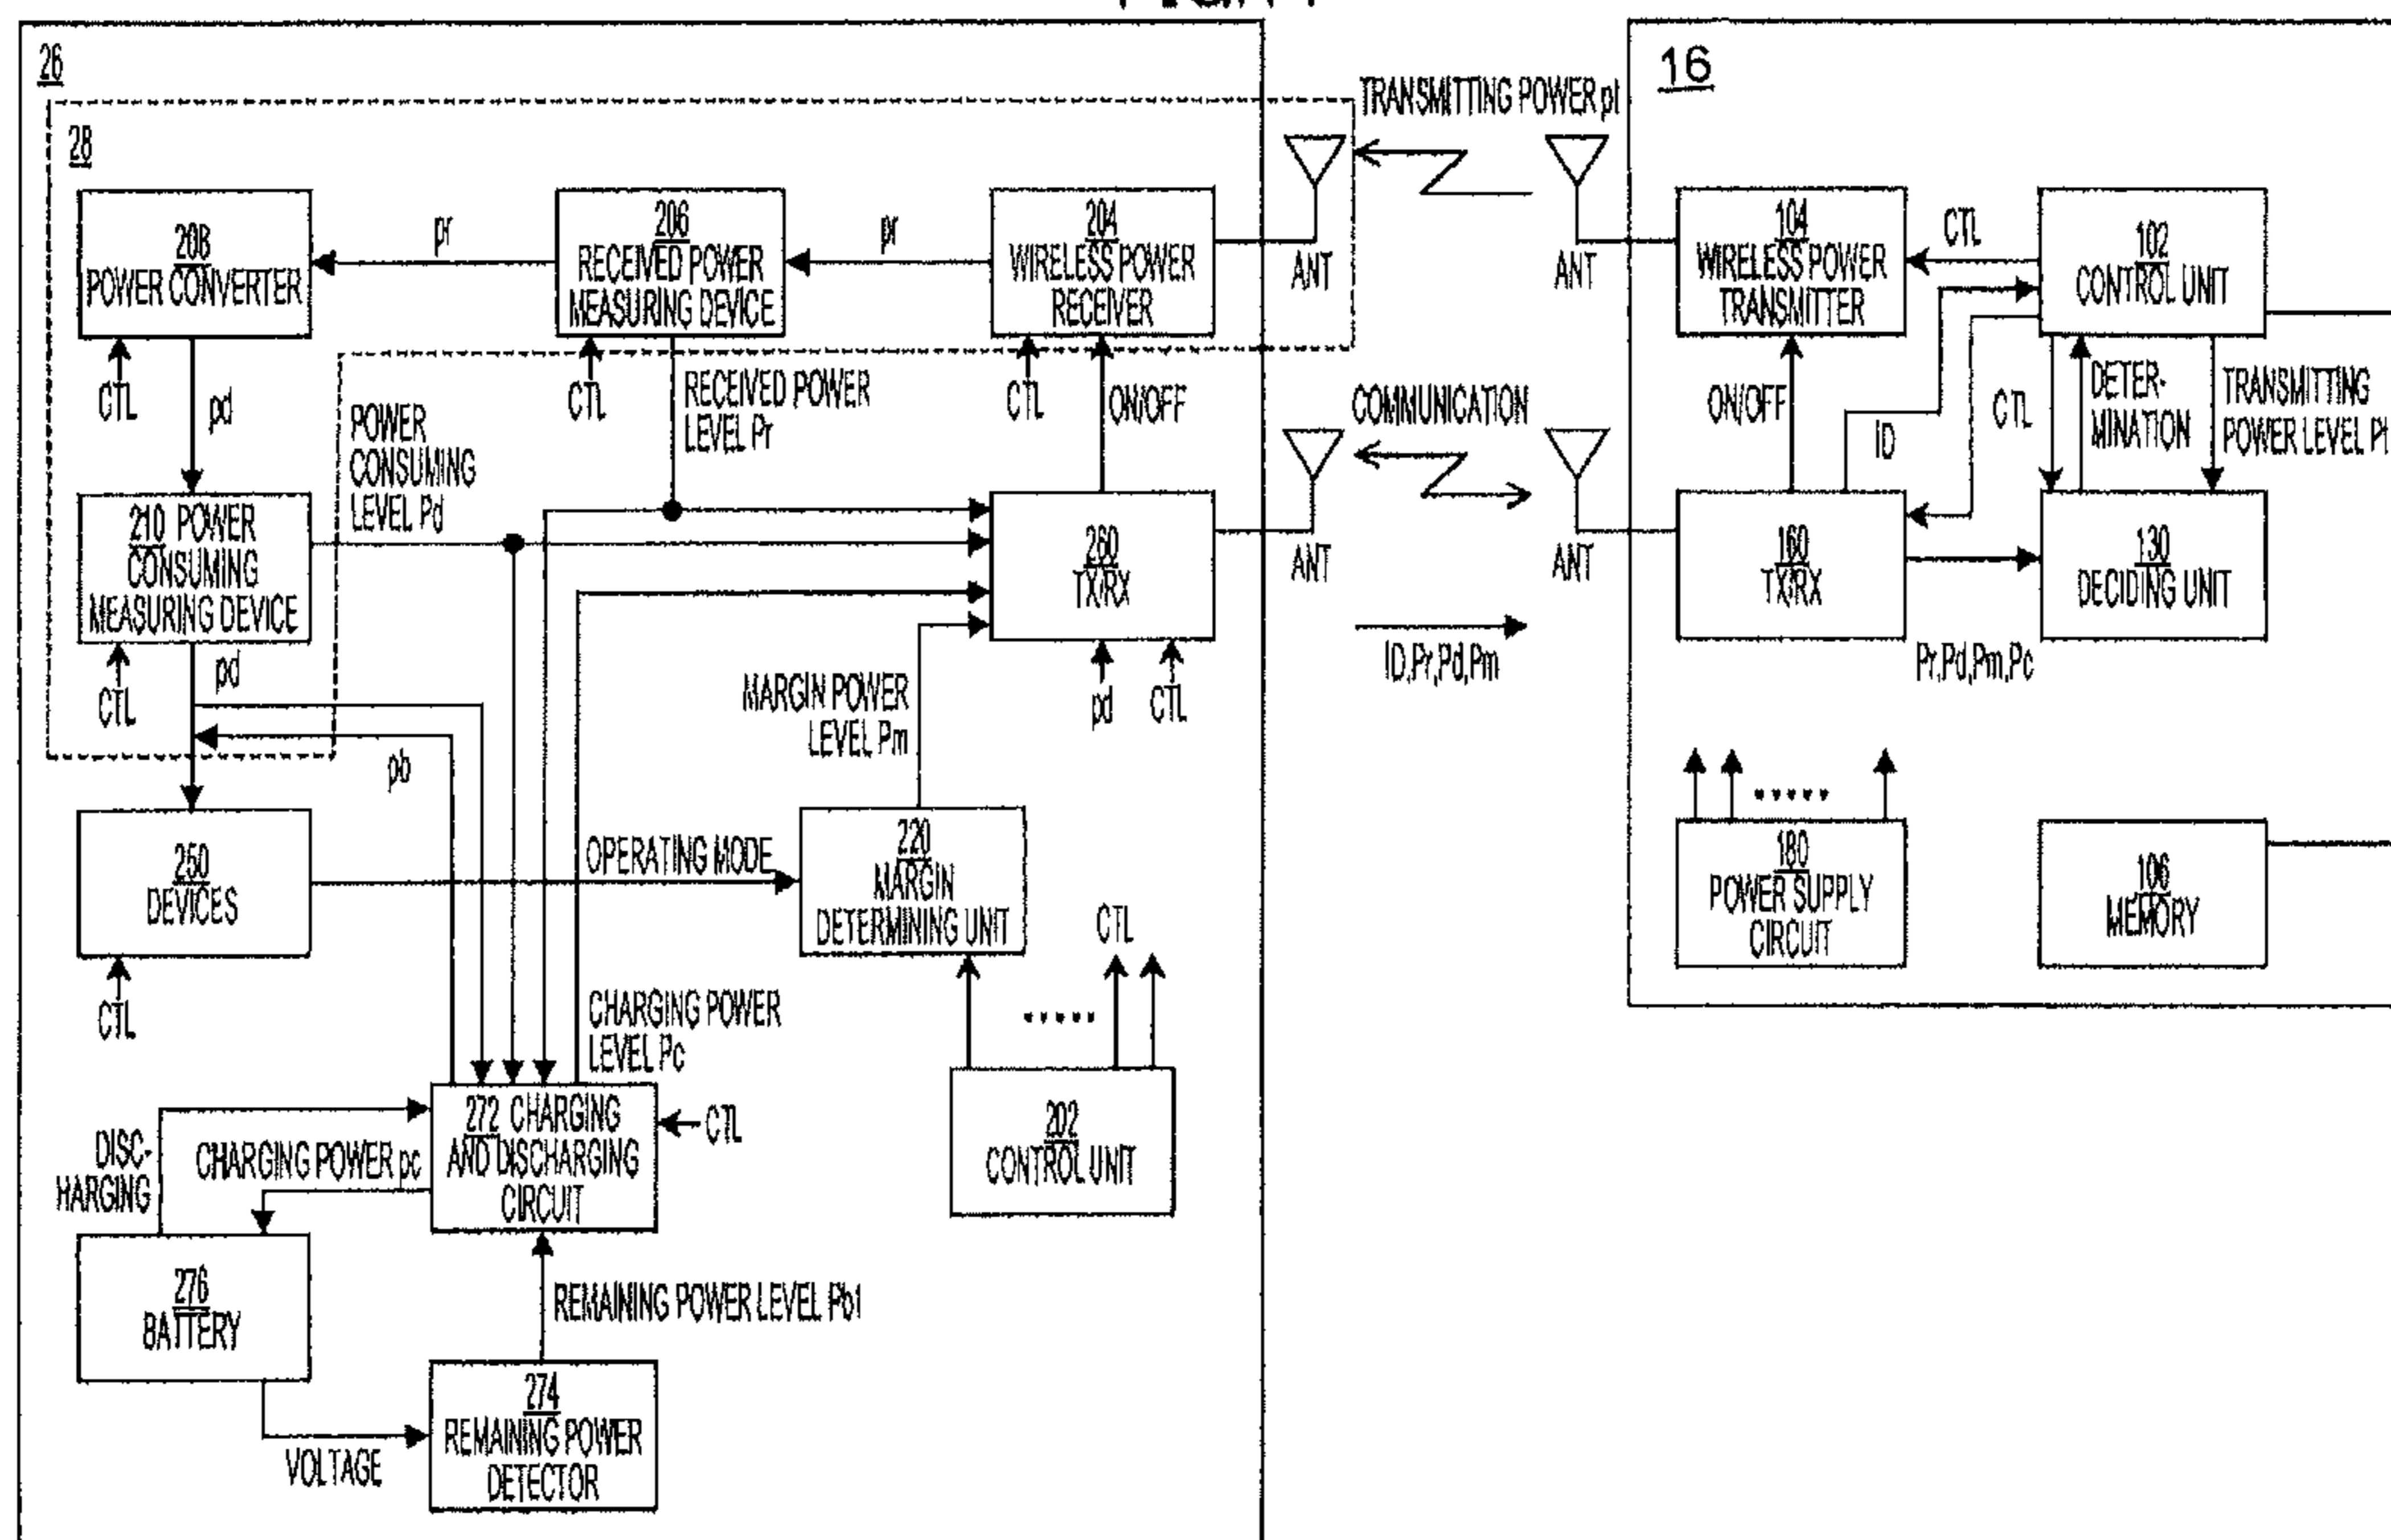 26
28
208
POWER CONVERTER
CTL
pd
pr
206
RECEIVED POWER
MEASURING DEVICE
CTL
RECEIVED POWER
LEVEL Pr
pr
204
WIRELESS POWER
RECEIVER
CTL
ON/OFF
ANT
TRANSMITTING POWER pt
ANT
16
104
WIRELESS POWER
TRANSMITTER
CTL
102
CONTROL UNIT
ON/OFF
ID
CTL
DETER-
MINATION
TRANSMITTING
POWER LEVEL Pt
POWER
CONSUMING
LEVEL Pd
210 POWER
CONSUMING
MEASURING DEVICE
CTL
pd
pb
260
TX/RX
pd
CTL
ANT
COMMUNICATION
ANT
ID,Pr,Pd,Pm
160
TX/RX
Pr,Pd,Pm,Pc
130
DECIDING UNIT
MARGIN POWER
LEVEL Pm
250
DEVICES
CTL
OPERATING MODE
220
MARGIN
DETERMINING UNIT
180
POWER SUPPLY
CIRCUIT
106
MEMORY
CTL
202
CONTROL UNIT
CHARGING POWER
LEVEL Pc
272 CHARGING
AND DISCHARGING
CIRCUIT
CTL
DISC-
HARGING
CHARGING POWER pc
276
BATTERY
REMAINING POWER LEVEL Pb1
VOLTAGE
274
REMAINING POWER
DETECTOR